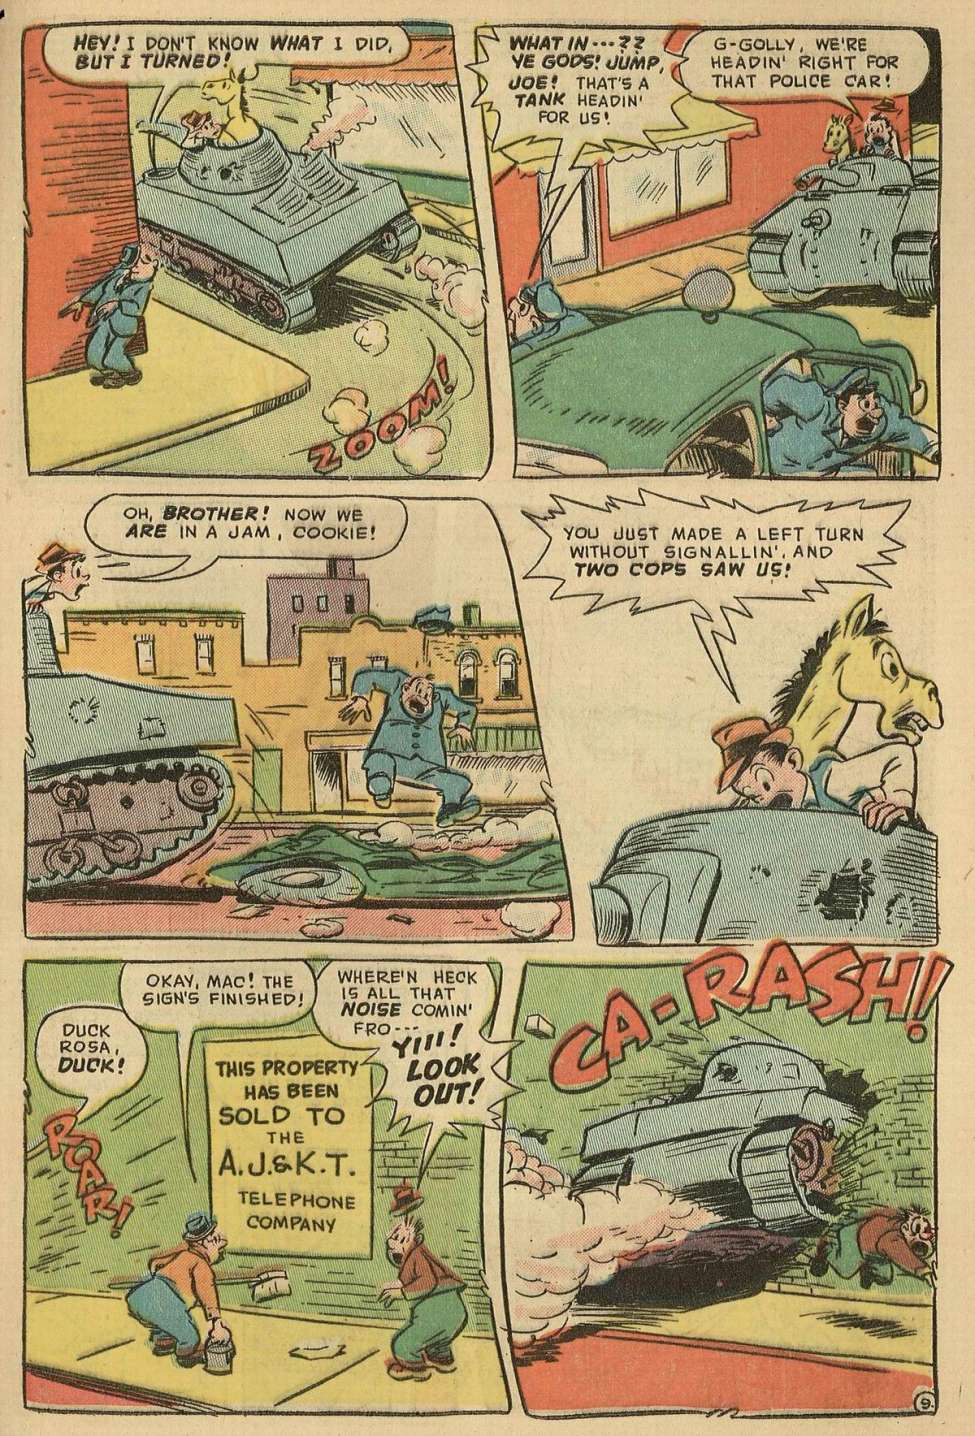 HEY! I DON'T KNOW WHAT I DID,
BUT I TURNED!
ZOOM!
WHAT IN ---??
YE GODS! JUMP,
JOE! THAT'S A
TANK HEADIN'
FOR US!
G-GOLLY, WE'RE
HEADIN' RIGHT FOR
THAT POLICE CAR!
OH, BROTHER! NOW WE
ARE IN A JAM, COOKIE!
YOU JUST MADE A LEFT TURN
WITHOUT SIGNALLIN', AND
TWO COPS SAW US!
DUCK
ROSA,
DUCK!
ROAR!
OKAY, MAC! THE
SIGN'S FINISHED!
WHERE'N HECK
IS ALL THAT
NOISE COMIN'
FRO---
YIII!
LOOK
OUT!
THIS PROPERTY
HAS BEEN
SOLD TO
THE
A.J.&K.T.
TELEPHONE
COMPANY
CA-RASH!!
9.